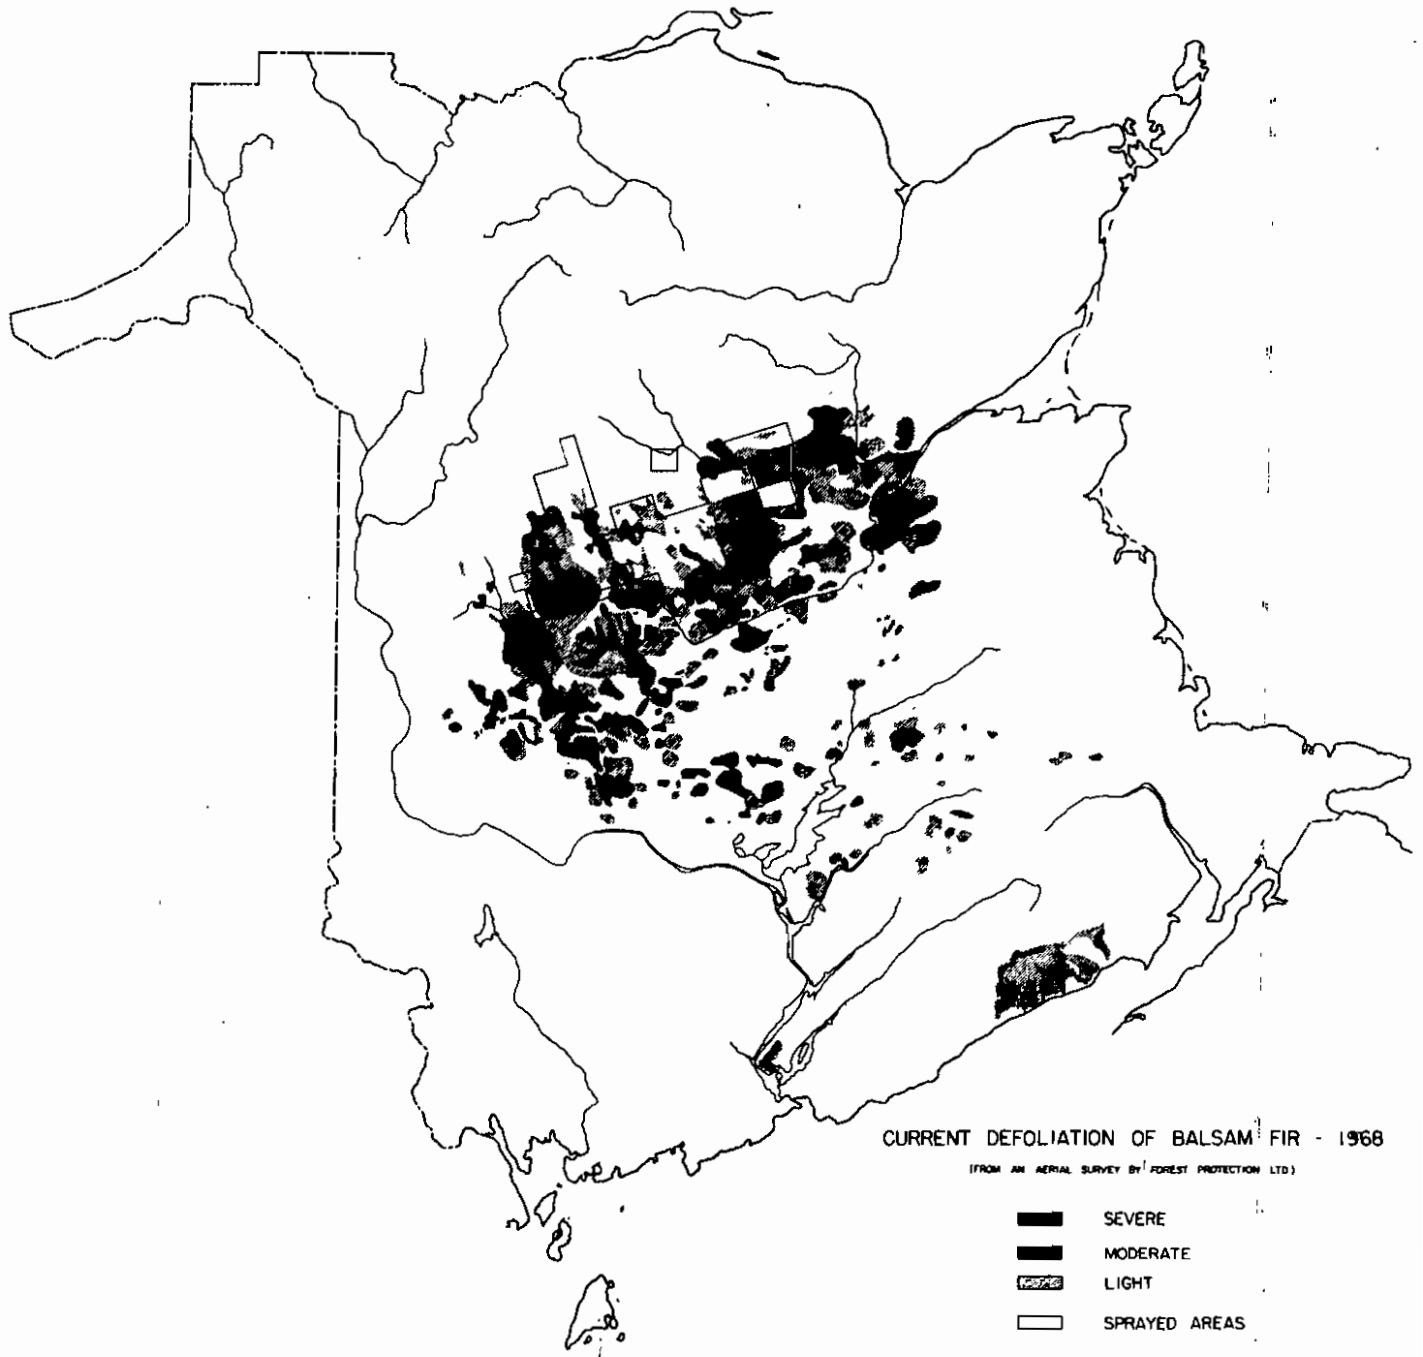 CURRENT DEFOLIATION OF BALSAM FIR - 1968
(FROM AN AERIAL SURVEY BY FOREST PROTECTION LTD)
SEVERE
MODERATE
LIGHT
SPRAYED AREAS